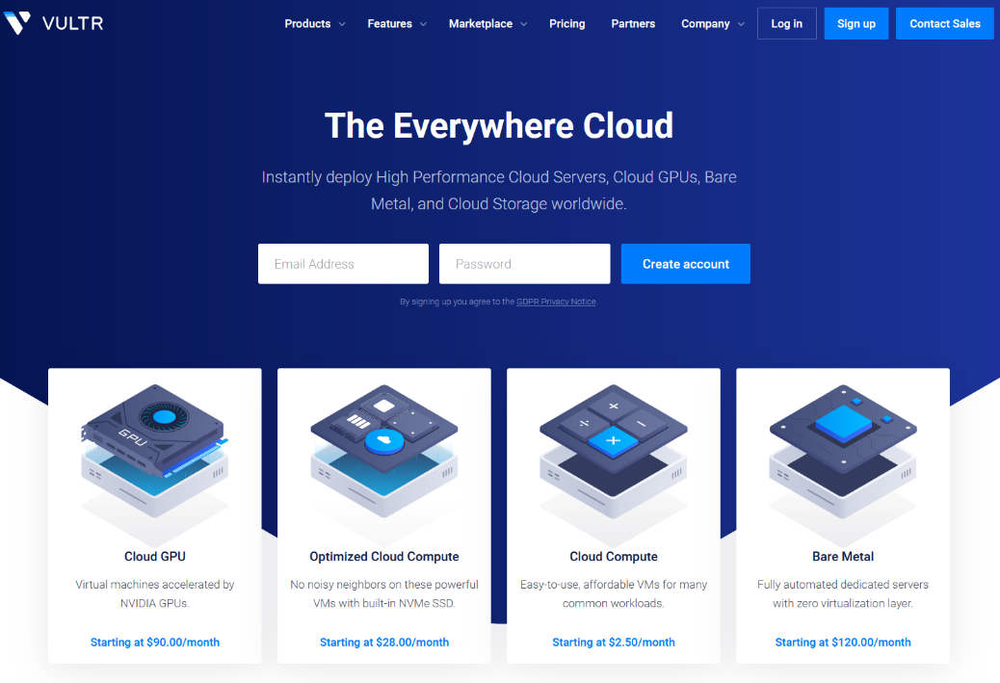 VULTR
Products
Features
Marketplace
Pricing
Partners
Company
Log in
Sign up
Contact Sales
The Everywhere Cloud
Instantly deploy High Performance Cloud Servers, Cloud GPUs, Bare
Metal, and Cloud Storage worldwide.
Email Address
Password
Create account
By signing up you agree to the GDPR Privacy Notice.
GPU
Cloud GPU
Virtual machines accelerated by
NVIDIA GPUs.
Starting at $90.00/month
Optimized Cloud Compute
No noisy neighbors on these powerful
VMs with built-in NVMe SSD.
Starting at $28.00/month
Cloud Compute
Easy-to-use, affordable VMs for many
common workloads.
Starting at $2.50/month
Bare Metal
Fully automated dedicated servers
with zero virtualization layer.
Starting at $120.00/month